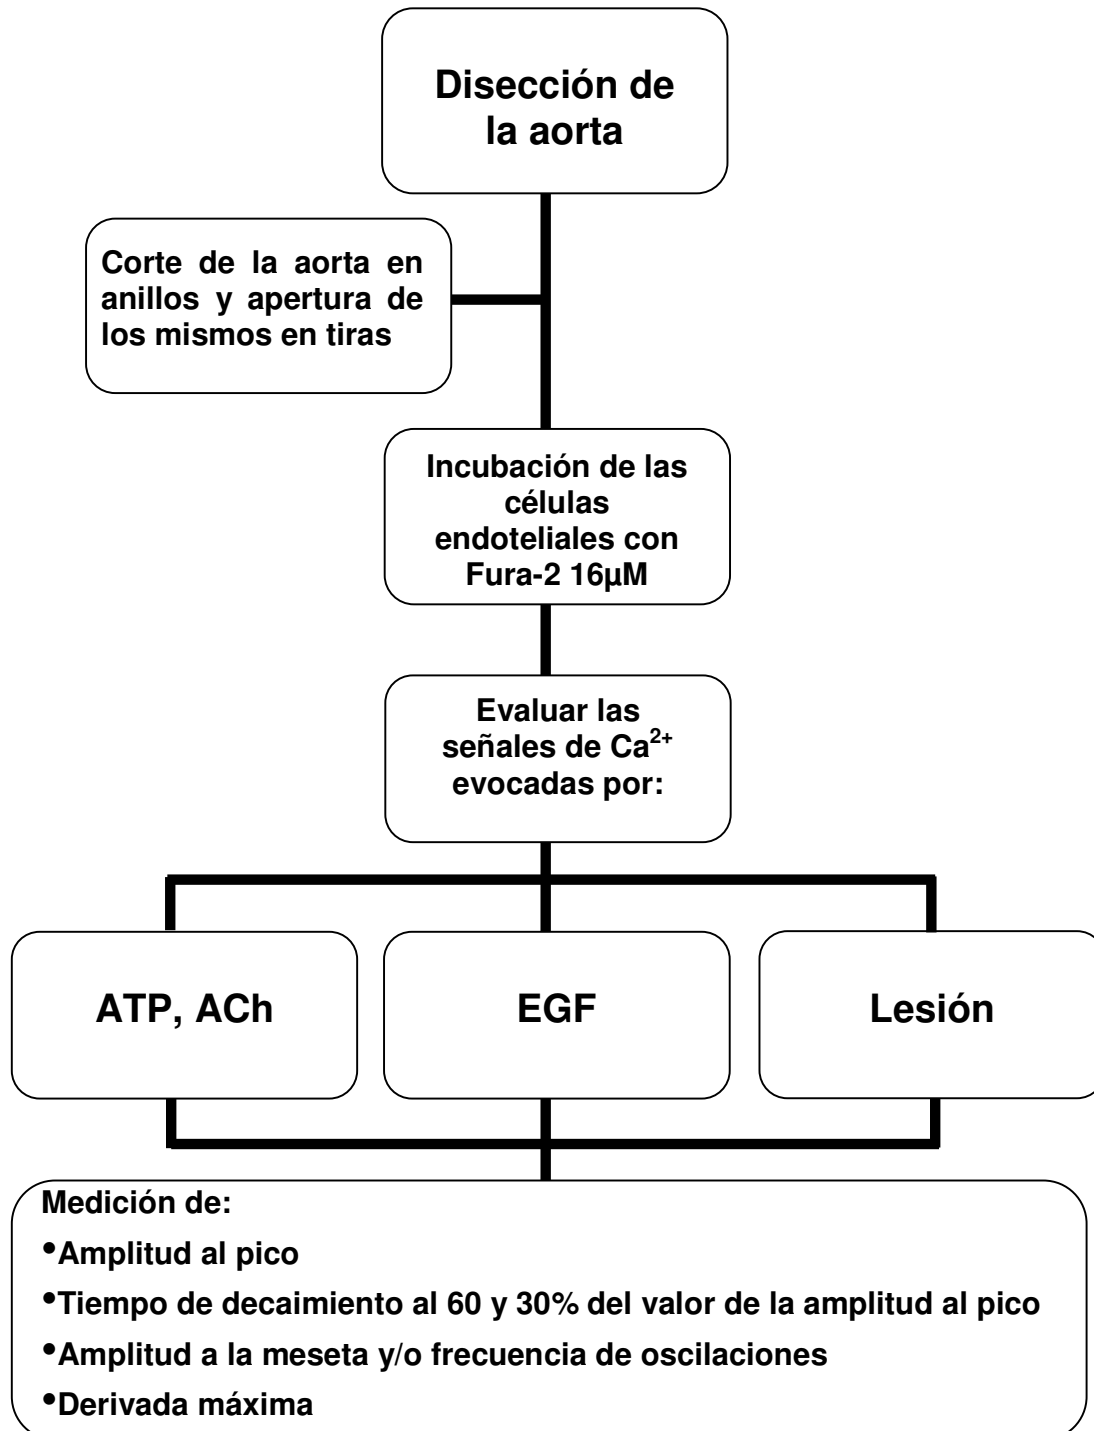 Disección de
la aorta
Corte de la aorta en
anillos y apertura de
los mismos en tiras
Incubación de las
células
endoteliales con
Fura-2 16µM
Evaluar las
señales de Ca²⁺
evocadas por:
ATP, ACh
EGF
Lesión
Medición de:
•Amplitud al pico
•Tiempo de decaimiento al 60 y 30% del valor de la amplitud al pico
•Amplitud a la meseta y/o frecuencia de oscilaciones
•Derivada máxima